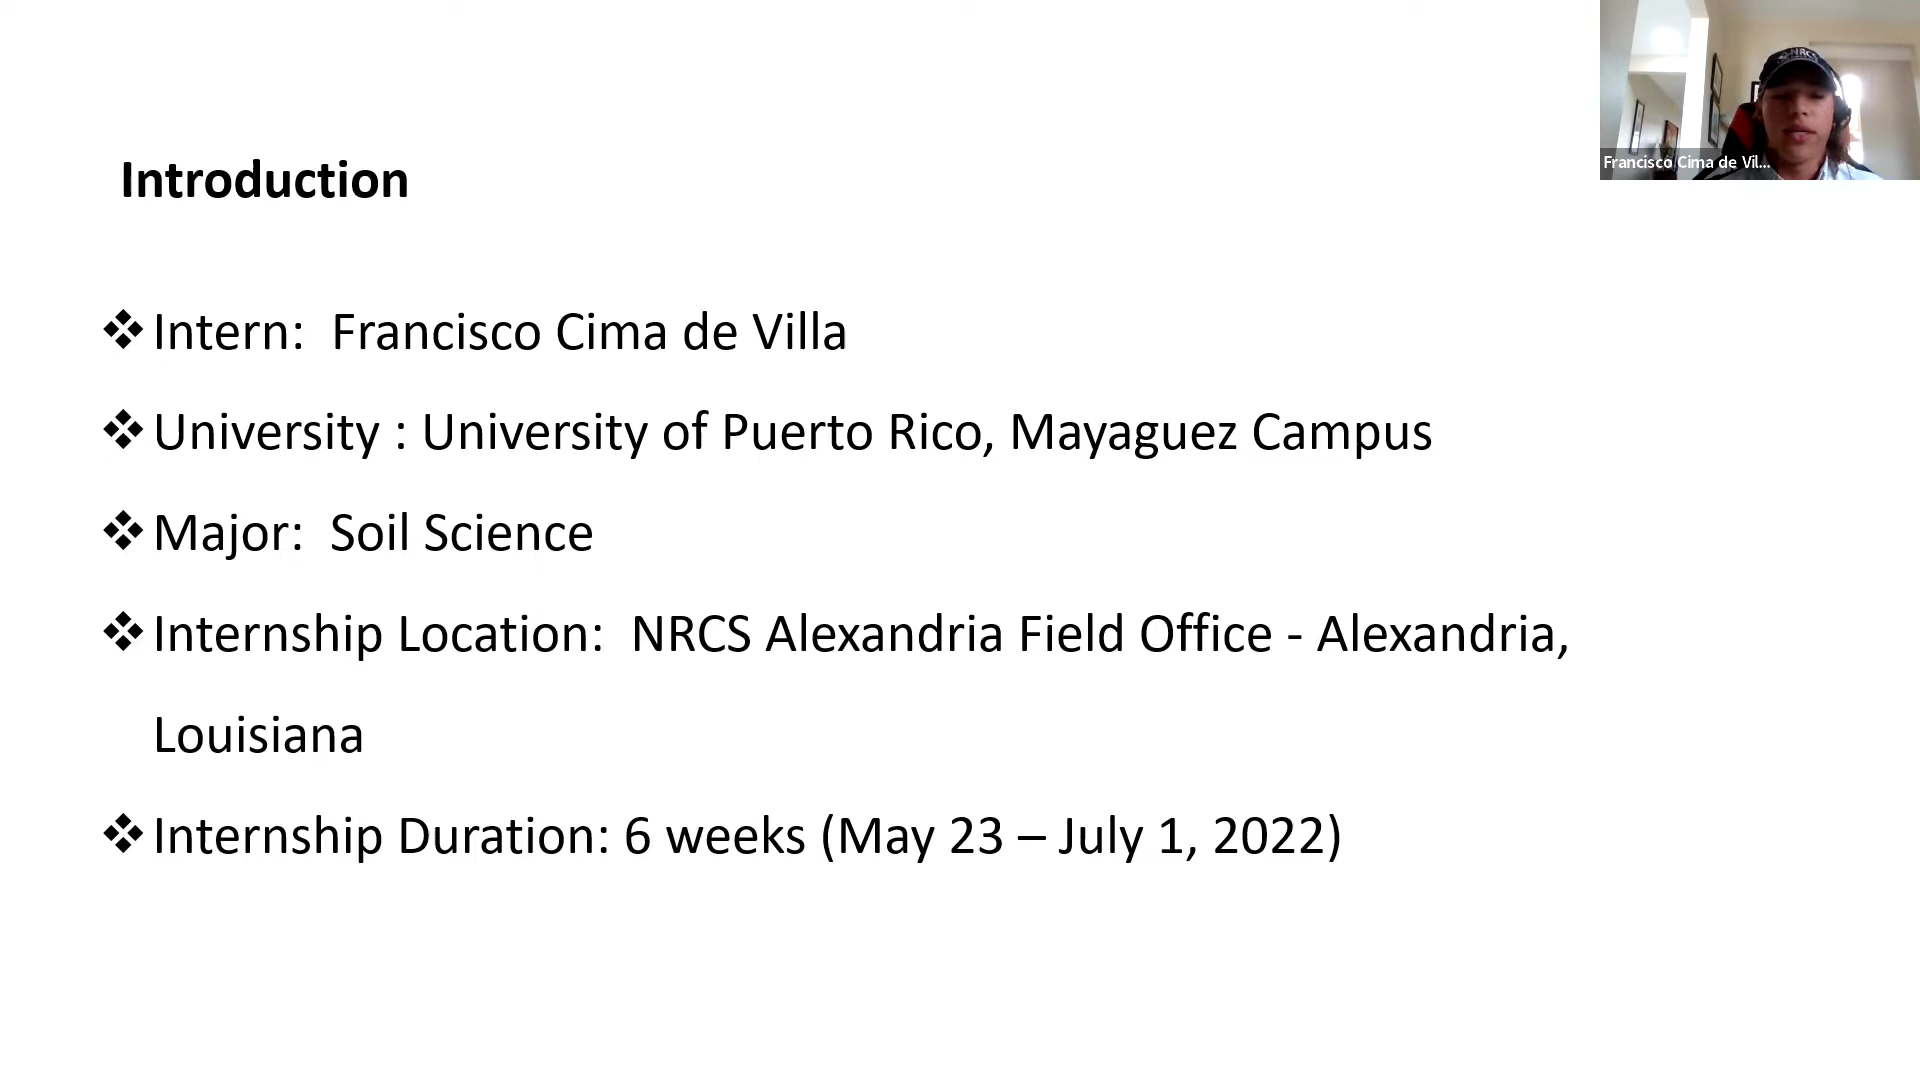 Introduction
❖ Intern:  Francisco Cima de Villa
❖ University : University of Puerto Rico, Mayaguez Campus
❖ Major:  Soil Science
❖ Internship Location:  NRCS Alexandria Field Office - Alexandria,
Louisiana
❖ Internship Duration: 6 weeks (May 23 – July 1, 2022)
NRCS
Francisco Cima de Vil...